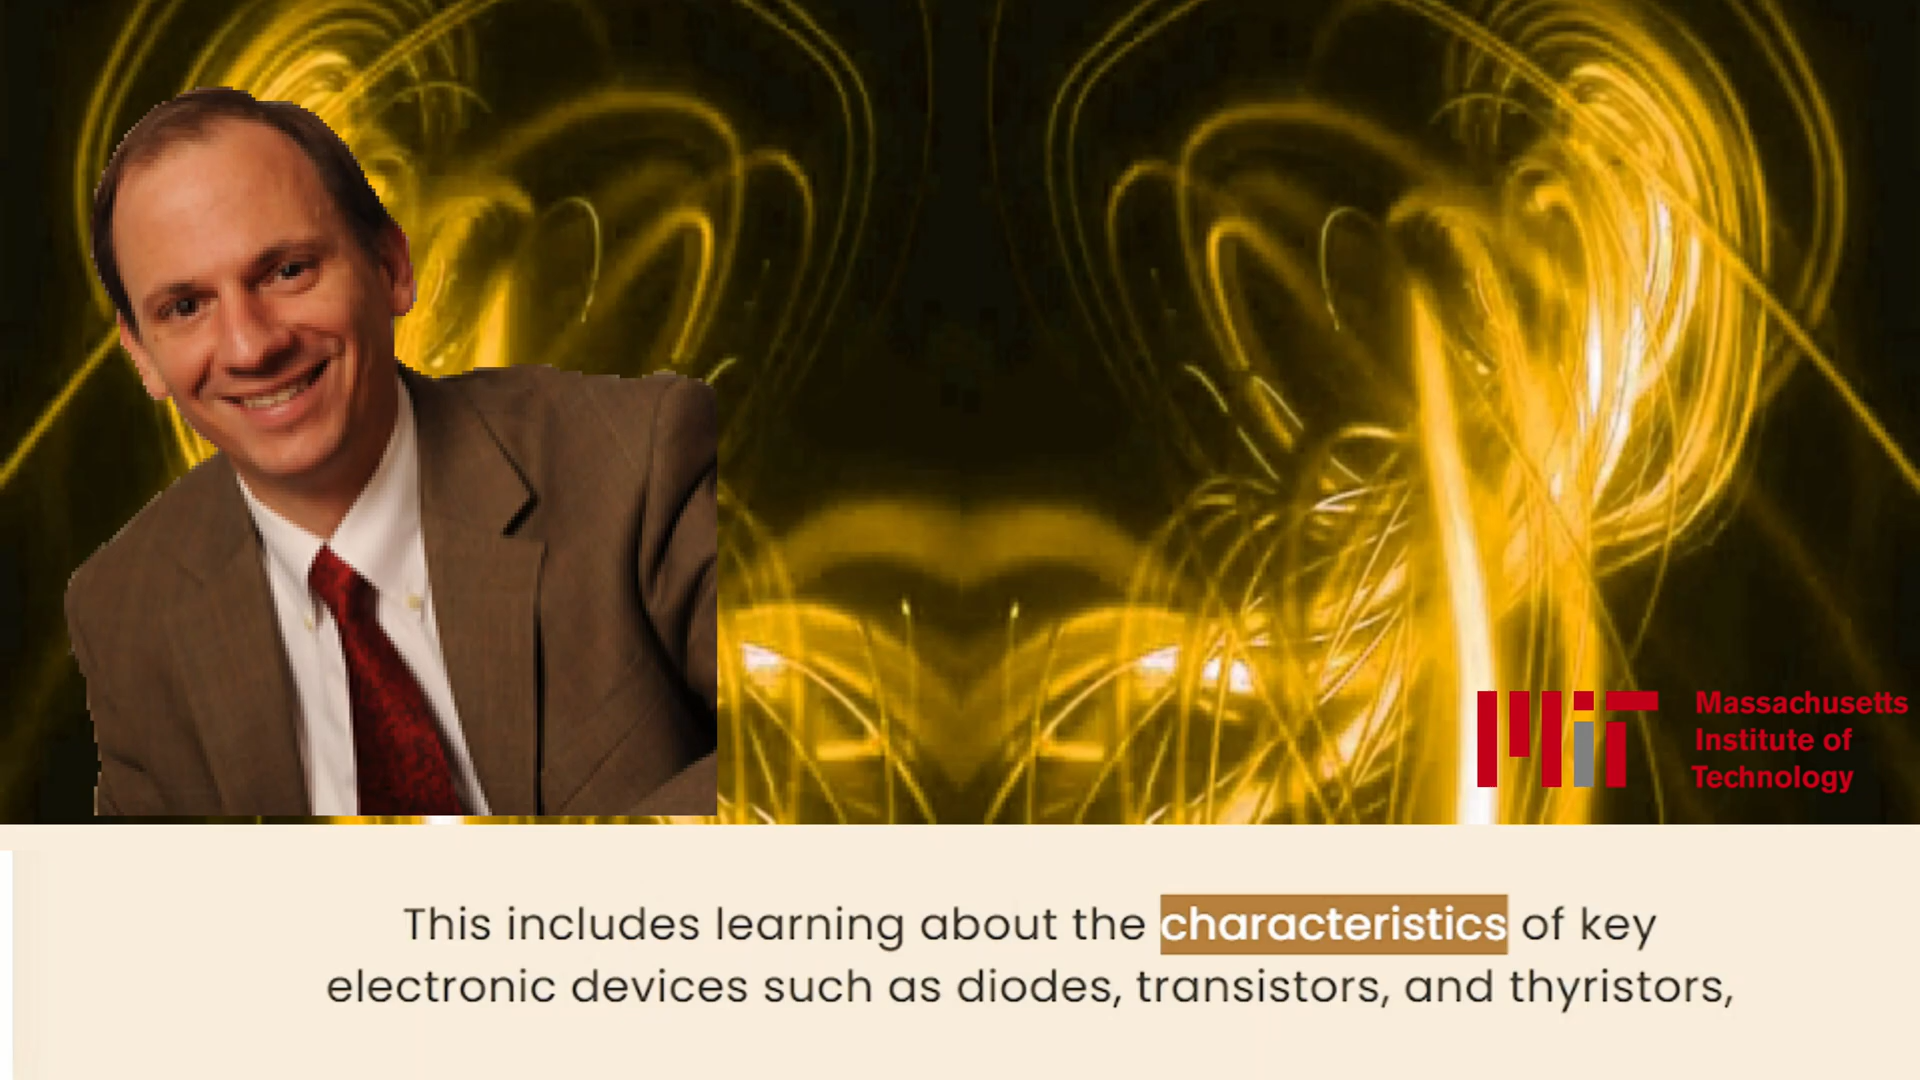 Massachusetts
Institute of
Technology
This includes learning about the characteristics of key
electronic devices such as diodes, transistors, and thyristors,